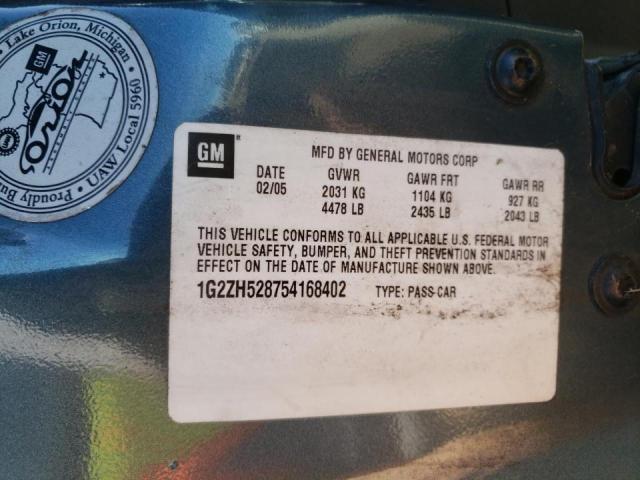 Lake Orion, Michigan
GM
orion
UAW Local 5960
Proudly
GM
MFD BY GENERAL MOTORS CORP
DATE GVWR GAWR FRT GAWR RR
02/05 2031 KG 1104 KG 927 KG
4478 LB 2435 LB 2043 LB
THIS VEHICLE CONFORMS TO ALL APPLICABLE U.S. FEDERAL MOTOR
VEHICLE SAFETY, BUMPER, AND THEFT PREVENTION STANDARDS IN
EFFECT ON THE DATE OF MANUFACTURE SHOWN ABOVE.
1G2ZH528754168402 TYPE: PASS-CAR